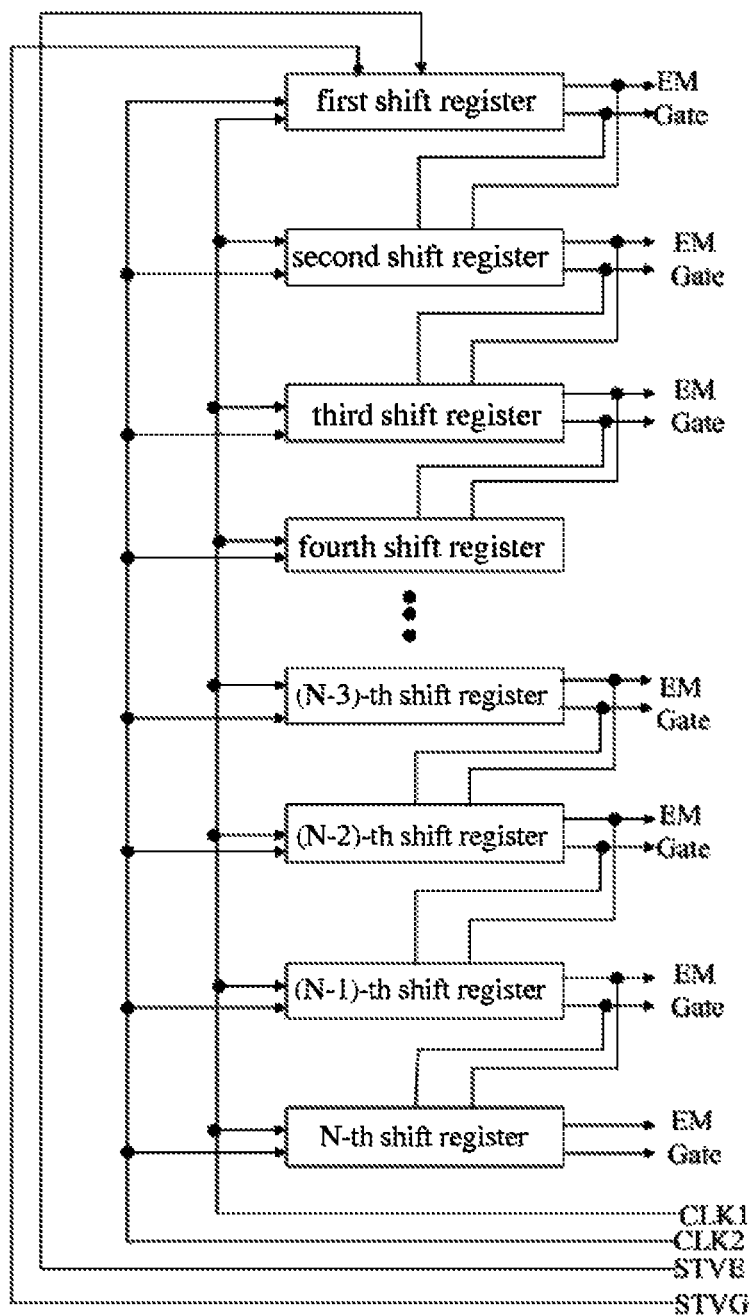 EM
first shift register
Gate
EM
second shift register
Gate
EM
third shift register
Gate
fourth shift register
(N-3)-th shift register
EM
Gate
EM
(N-2)-th shift register
Gate
EM
(N-1)-th shift register
Gate
EM
N-th shift register
Gate
CLK1
CLK2
STVE
STVG